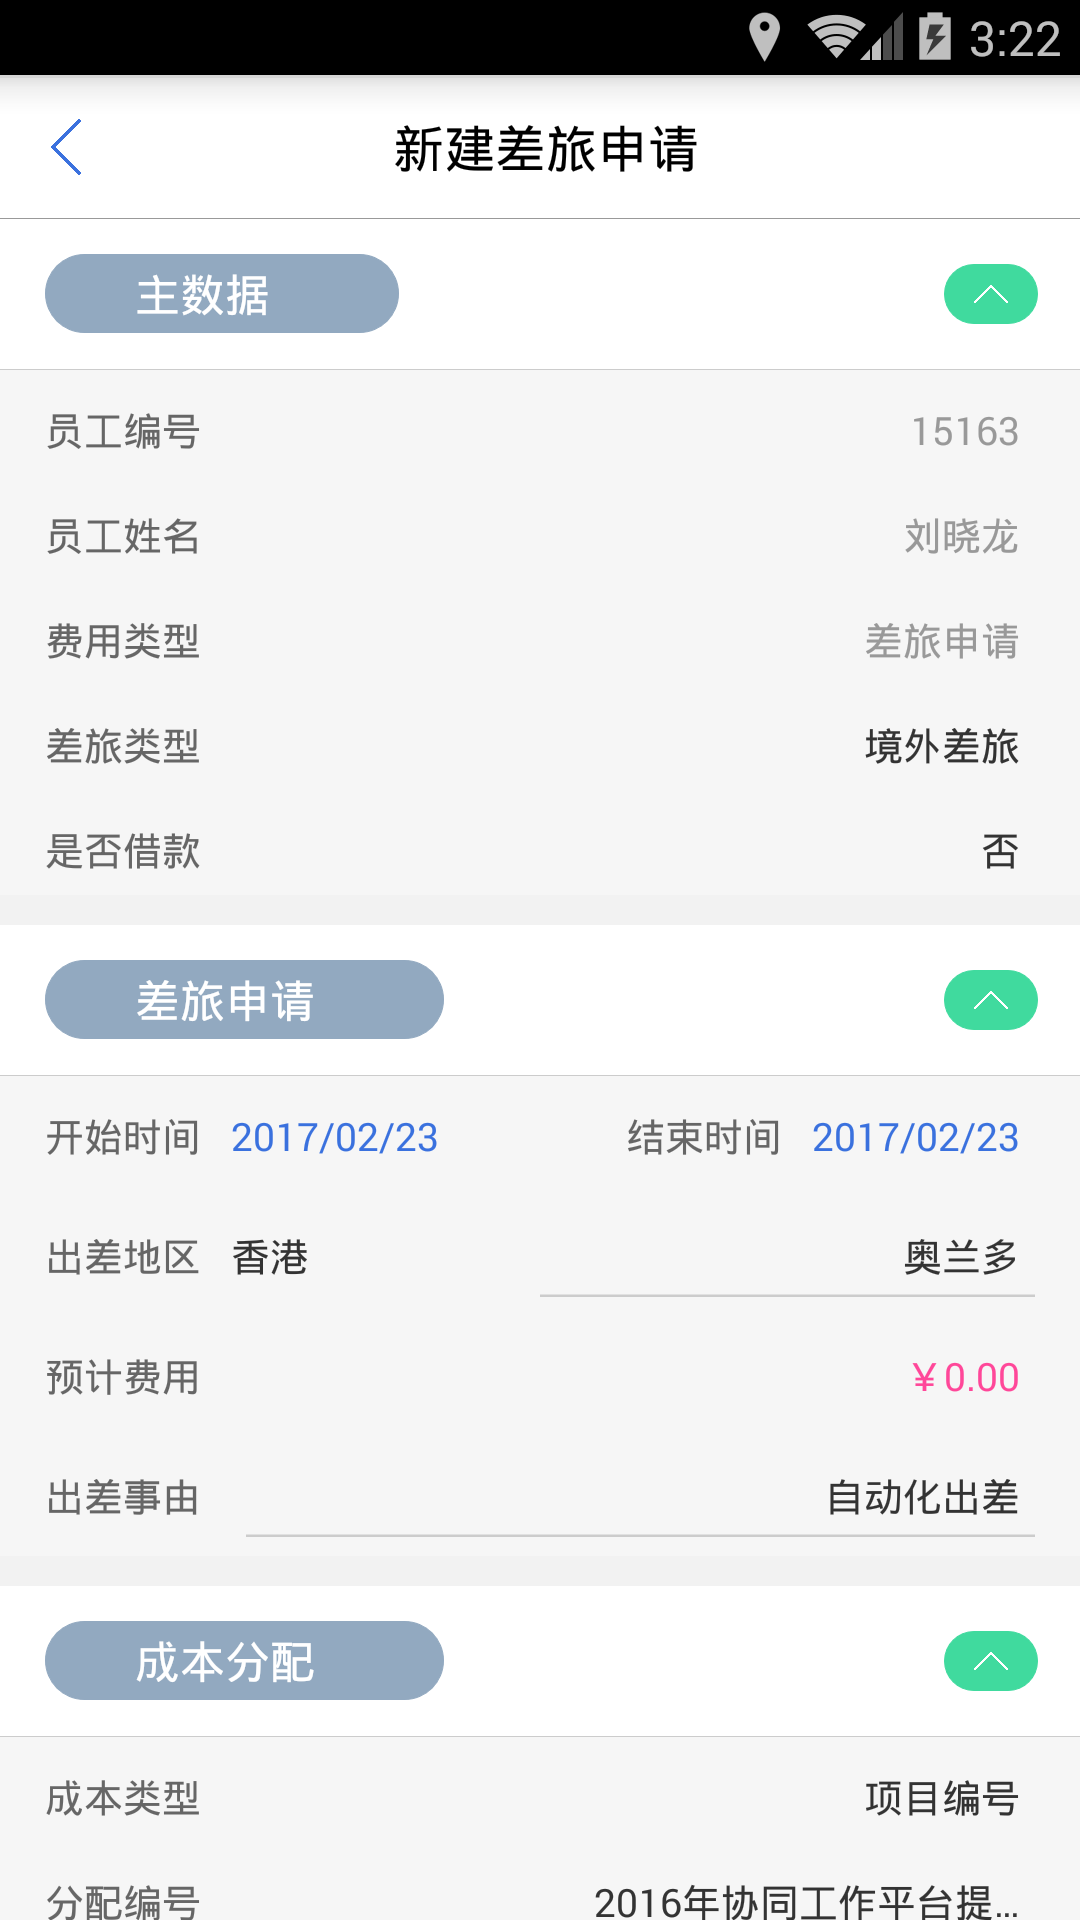 3:22
新建差旅申请
主数据
员工编号 15163
员工姓名 刘晓龙
费用类型 差旅申请
差旅类型 境外差旅
是否借款 否
差旅申请
开始时间 2017/02/23 结束时间 2017/02/23
出差地区 香港 奥兰多
预计费用 ¥0.00
出差事由 自动化出差
成本分配
成本类型 项目编号
分配编号 2016年协同工作平台提...